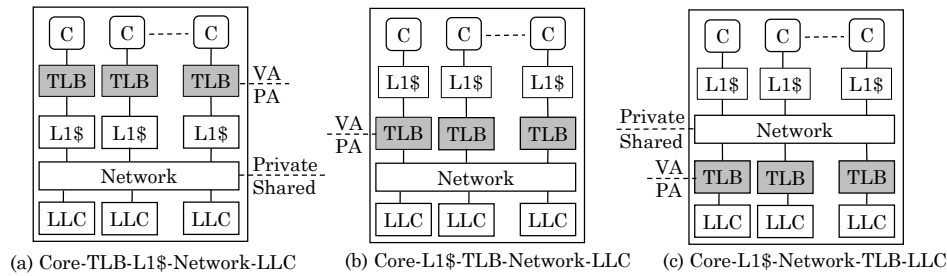 C C C
TLB TLB TLB VA
PA
L1$ L1$ L1$
Private
Network
Shared
LLC LLC LLC
(a) Core-TLB-L1$-Network-LLC
C C C
L1$ L1$ L1$
VA
TLB TLB TLB
PA
Network
LLC LLC LLC
(b) Core-L1$-TLB-Network-LLC
C C C
L1$ L1$ L1$
Private
Network
Shared
VA
TLB TLB TLB
PA
LLC LLC LLC
(c) Core-L1$-Network-TLB-LLC